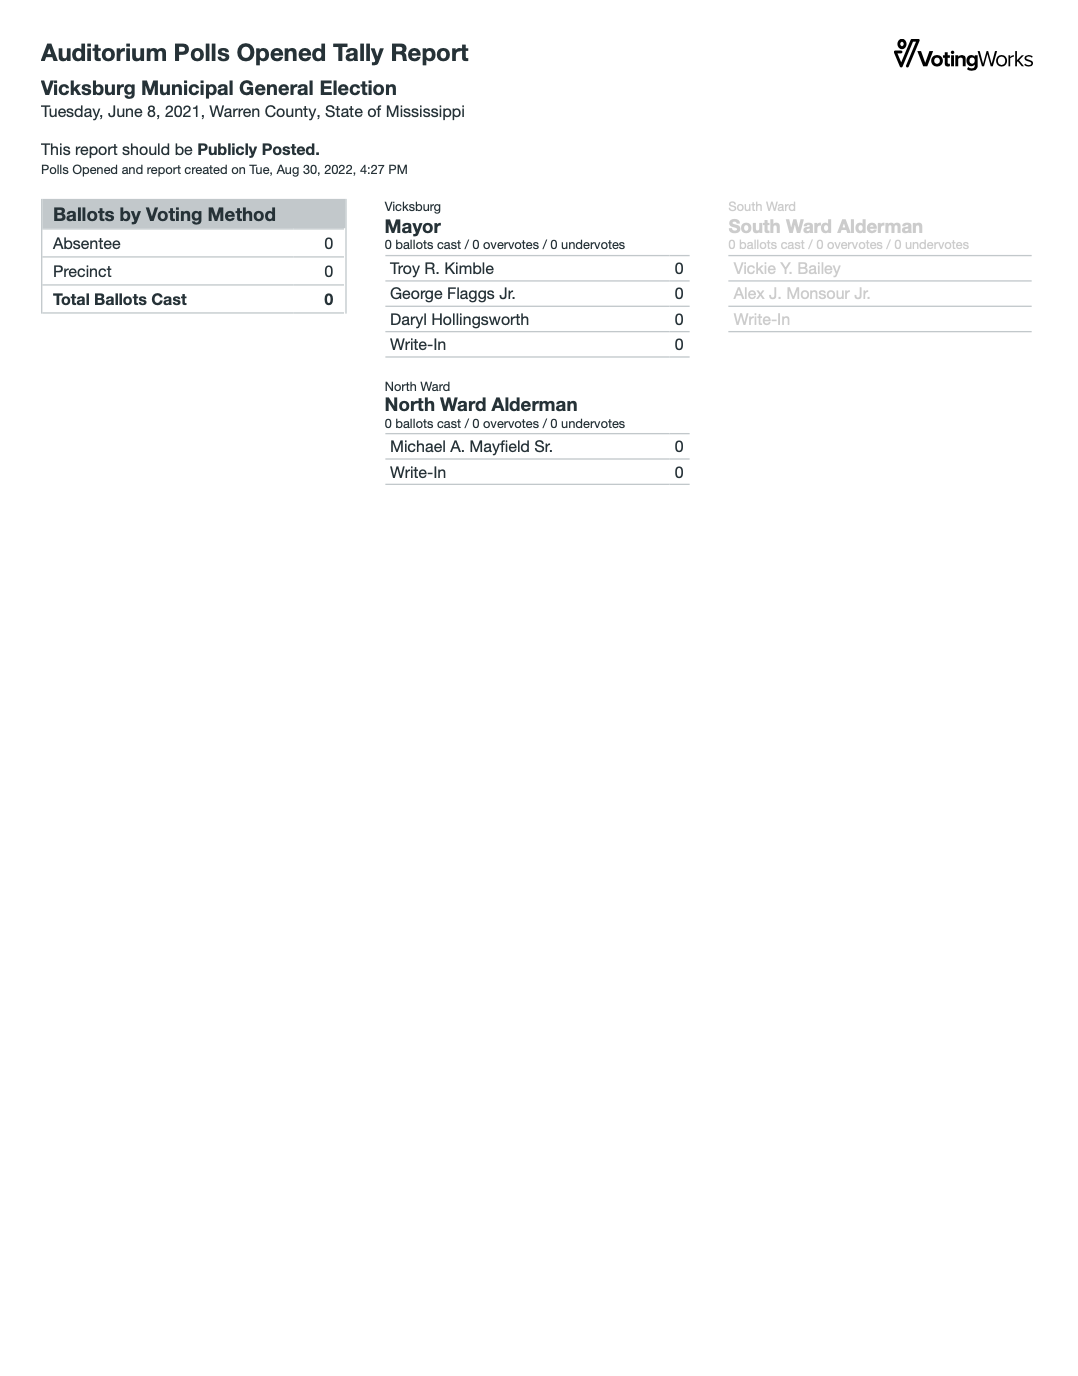 Auditorium Polls Opened Tally Report
VotingWorks
Vicksburg Municipal General Election
Tuesday, June 8, 2021, Warren County, State of Mississippi
This report should be Publicly Posted.
Polls Opened and report created on Tue, Aug 30, 2022, 4:27 PM
Ballots by Voting Method
Absentee 0
Precinct 0
Total Ballots Cast 0
Vicksburg
Mayor
0 ballots cast / 0 overvotes / 0 undervotes
Troy R. Kimble 0
George Flaggs Jr. 0
Daryl Hollingsworth 0
Write-In 0
North Ward
North Ward Alderman
0 ballots cast / 0 overvotes / 0 undervotes
Michael A. Mayfield Sr. 0
Write-In 0
South Ward
South Ward Alderman
0 ballots cast / 0 overvotes / 0 undervotes
Vickie Y. Bailey
Alex J. Monsour Jr.
Write-In